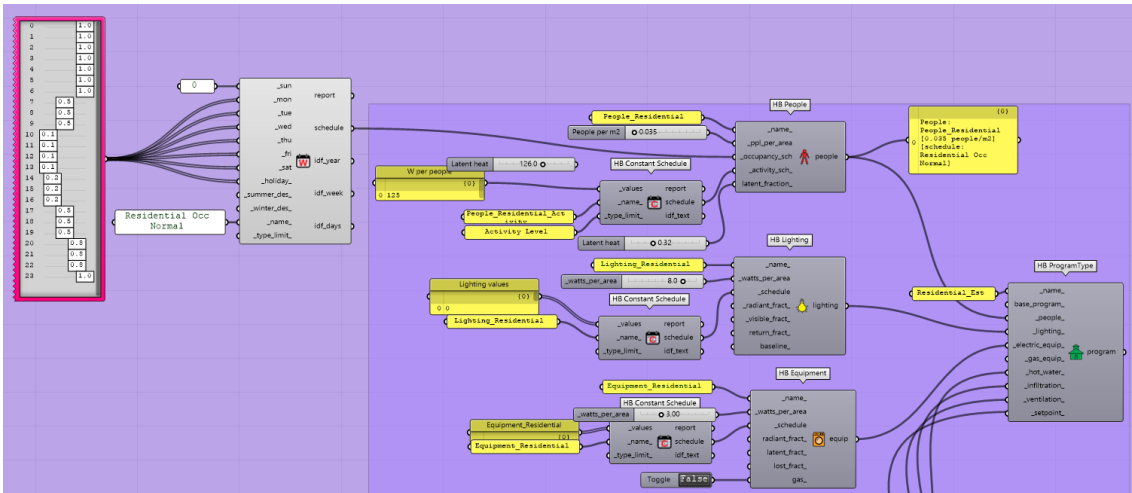 0 1.0
1 1.0
2 1.0
3 1.0
4 1.0
5 1.0
6 1.0
7 0.5
8 0.5
9 0.5
10 0.1
11 0.1
12 0.1
13 0.1
14 0.2
16 0.2
17 0.5
18 0.5
19 0.5
20 0.8
21 0.8
22 0.8
23 1.0
0
Residential Occ
Normal
_sun
_mon
_tue
_wed
_thu
_fri
_sat
_holiday_
_summer_des_
_winter_des_
_name_
_type_limit_
W
report
schedule
idf_year
idf_week
idf_days
HB People
People_Residential
People per m2 0.035
_name_
_ppl_per_area
_occupancy_sch
_activity_sch_
latent_fraction_
people
{0}
People:
People_Residential
[0.035 people/m2]
[schedule:
Residential Occ
Normal]
Latent heat 126.0
W per people
{0}
0 125
HB Constant Schedule
_values
_name_
_type_limit_
C
report
schedule
idf_text
People_Residential_Act
ivity
Activity Level
Latent heat 0.32
HB Lighting
Lighting_Residential
_watts_per_area 8.0
_name_
_watts_per_area
_schedule
_radiant_fract_
_visible_fract_
return_fract_
baseline_
lighting
Lighting values
{0}
0 0
Lighting_Residential
HB Constant Schedule
_values
_name_
_type_limit_
C
report
schedule
idf_text
HB Equipment
Equipment_Residential
HB Constant Schedule
_watts_per_area 3.00
_name_
_watts_per_area
_schedule
radiant_fract_
latent_fract_
lost_fract_
gas_
equip
Equipment_Residential
{0}
Equipment_Residential
_values
_name_
_type_limit_
C
report
schedule
idf_text
Toggle False
HB ProgramType
Residential_Est
_name_
base_program_
_people_
_lighting_
_electric_equip_
_gas_equip_
_hot_water_
_infiltration_
_ventilation_
_setpoint_
program